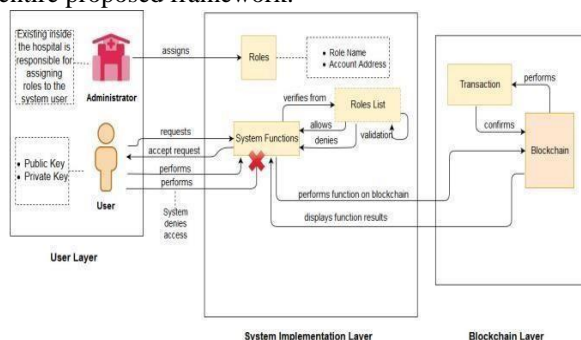 entire proposed framework.
Existing inside
the hospital is
responsible for
assigning
roles to the
system user
Administrator
assigns
Roles
• Role Name
• Account Address
• Public Key
• Private Key
User
requests
accept request
performs
performs
System
denies
access
User Layer
System Functions
verifies from
allows
denies
Roles List
validation
performs function on blockchain
displays function results
System Implementation Layer
Transaction
performs
confirms
Blockchain
Blockchain Layer